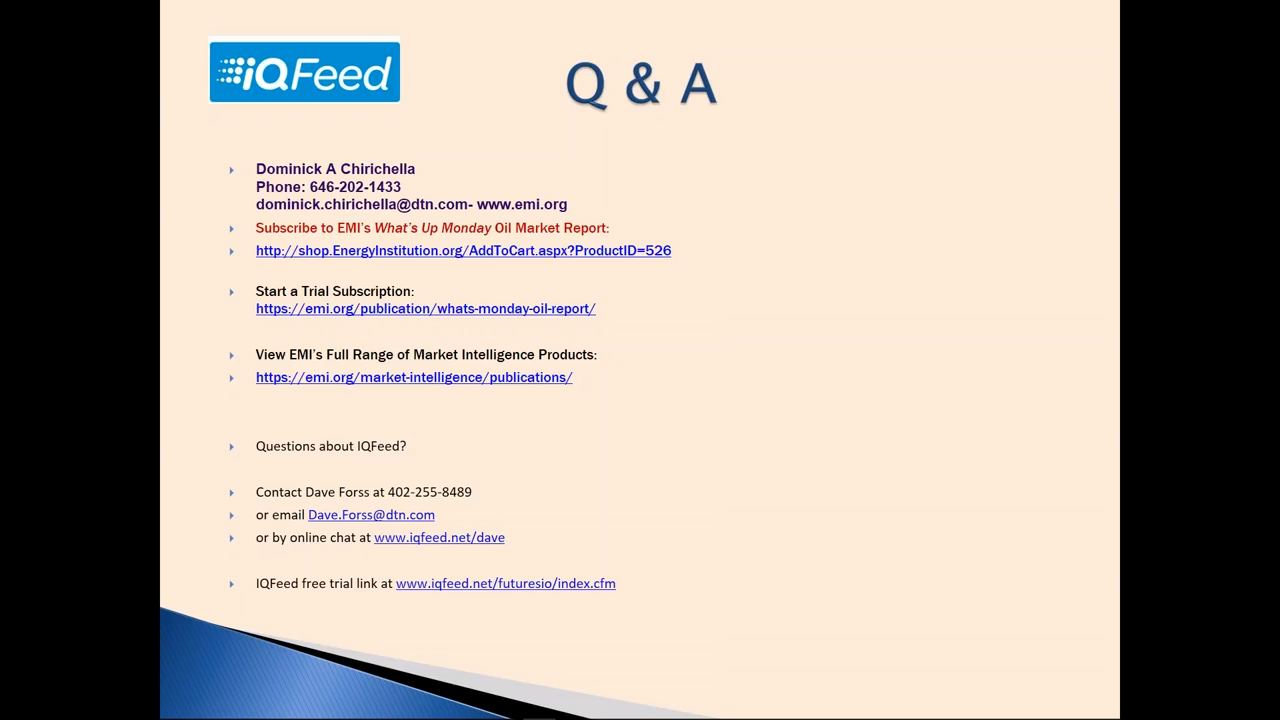 iQFeed
Q & A
Dominick A Chirichella
Phone: 646-202-1433
dominick.chirichella@dtn.com- www.emi.org
Subscribe to EMI's What's Up Monday Oil Market Report:
http://shop.EnergyInstitution.org/AddToCart.aspx?ProductID=526
Start a Trial Subscription:
https://emi.org/publication/whats-monday-oil-report/
View EMI's Full Range of Market Intelligence Products:
https://emi.org/market-intelligence/publications/
Questions about IQFeed?
Contact Dave Forss at 402-255-8489
or email Dave.Forss@dtn.com
or by online chat at www.iqfeed.net/dave
IQFeed free trial link at www.iqfeed.net/futuresio/index.cfm